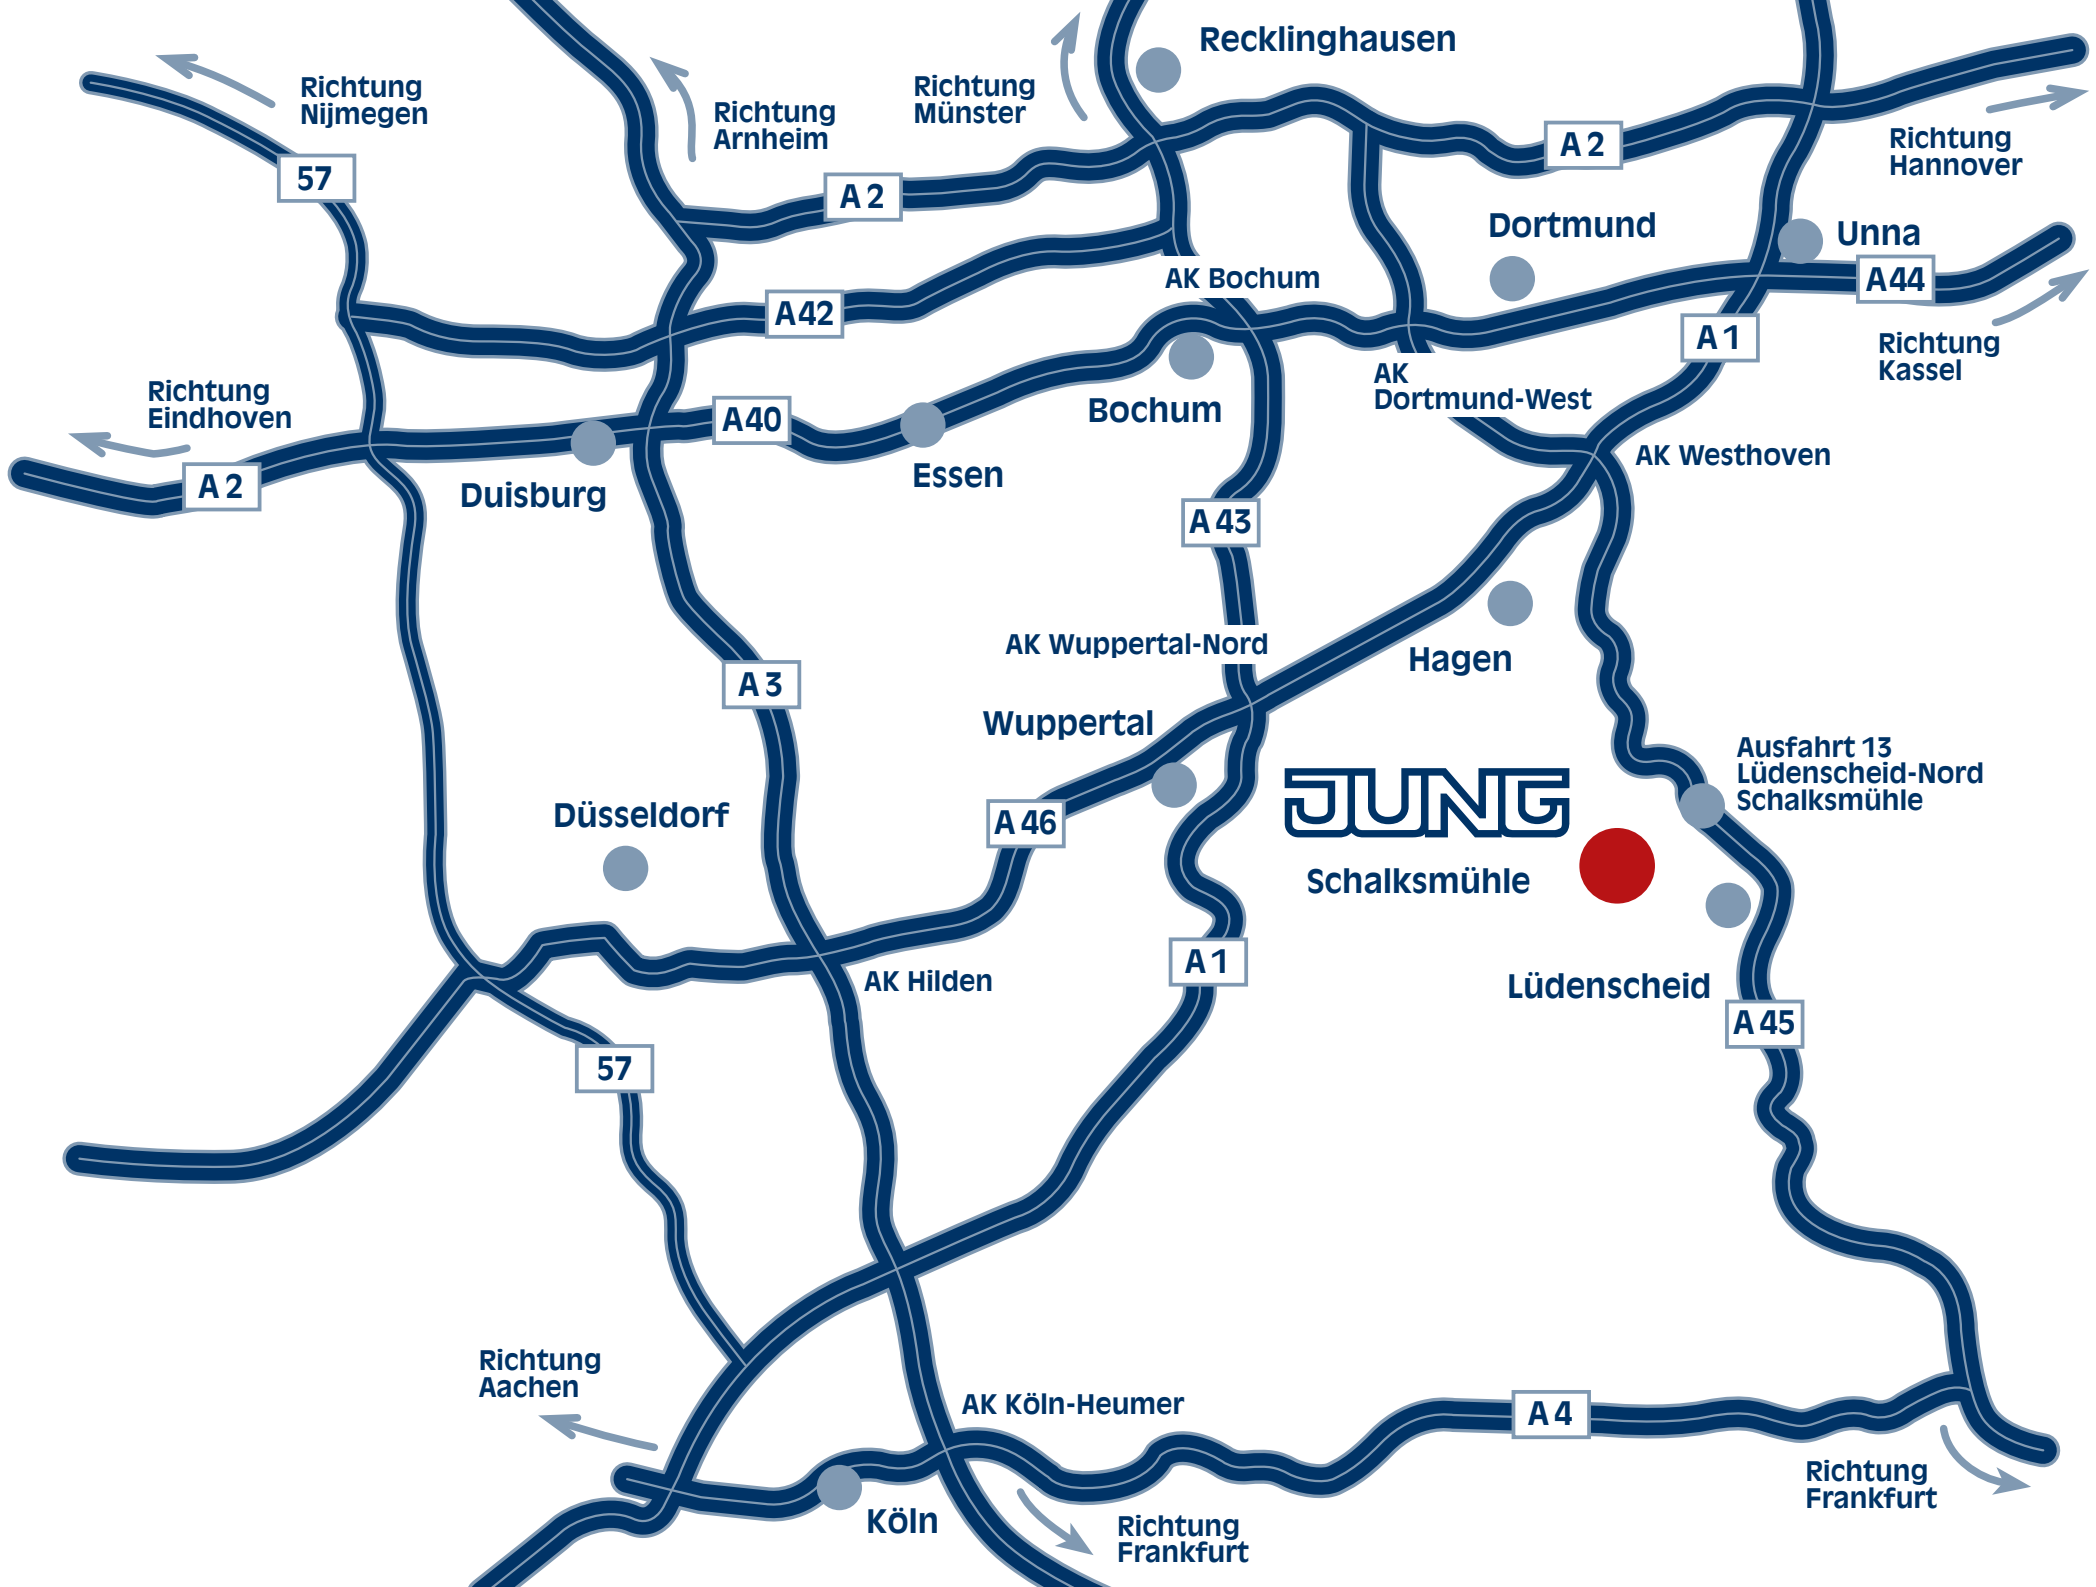 Recklinghausen
Richtung
Nijmegen
Richtung
Arnheim
Richtung
Münster
A 2
Richtung
Hannover
57
A 2
Dortmund
Unna
AK Bochum
A44
A42
A 1
Richtung
Kassel
Richtung
Eindhoven
AK
Dortmund-West
A40
Bochum
AK Westhoven
A 2
Duisburg
Essen
A 43
AK Wuppertal-Nord
Hagen
A 3
Wuppertal
Ausfahrt 13
Lüdenscheid-Nord
Schalksmühle
JUNG
Düsseldorf
A 46
Schalksmühle
A 1
AK Hilden
Lüdenscheid
A 45
57
Richtung
Aachen
AK Köln-Heumer
A 4
Richtung
Frankfurt
Köln
Richtung
Frankfurt